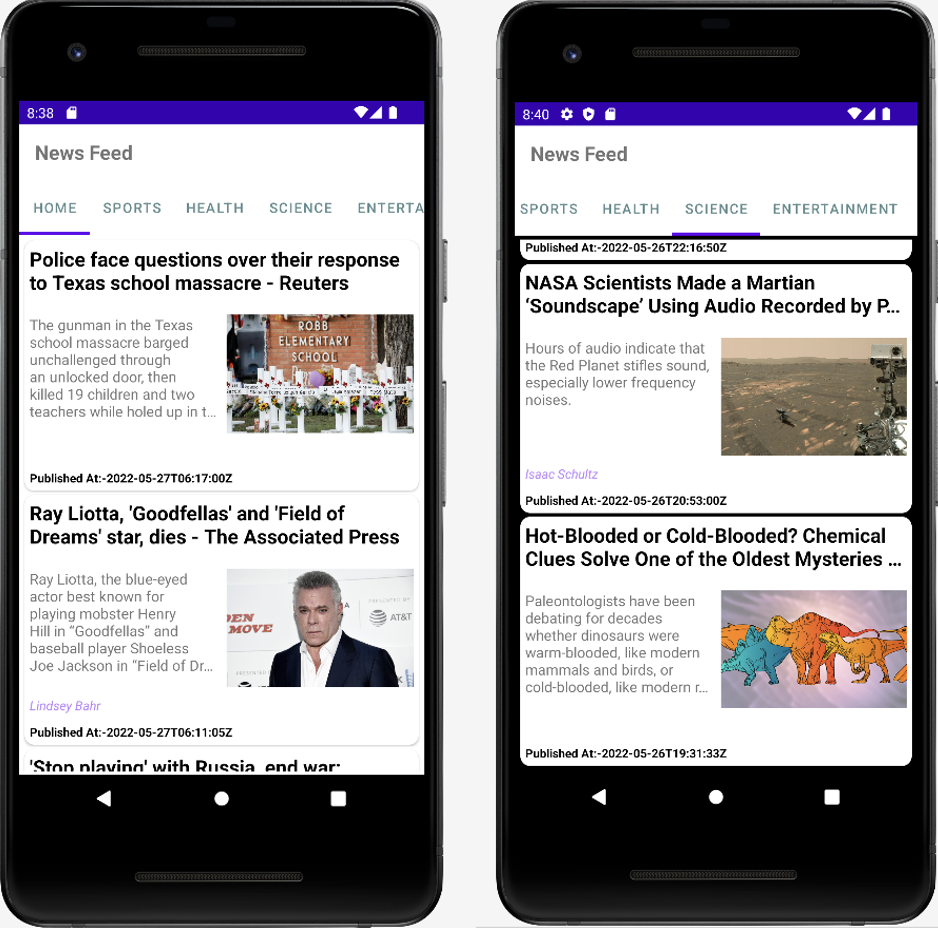 8:38
News Feed
HOME SPORTS HEALTH SCIENCE ENTERTA
Police face questions over their response
to Texas school massacre - Reuters
The gunman in the Texas
school massacre barged
unchallenged through
an unlocked door, then
killed 19 children and two
teachers while holed up in t...
ROBB
ELEMENTARY
SCHOOL
Published At:-2022-05-27T06:17:00Z
Ray Liotta, 'Goodfellas' and 'Field of
Dreams' star, dies - The Associated Press
Ray Liotta, the blue-eyed
actor best known for
playing mobster Henry
Hill in “Goodfellas” and
baseball player Shoeless
Joe Jackson in “Field of Dr...
PRESENTED BY
AT&T
DEN
MOVE
Lindsey Bahr
Published At:-2022-05-27T06:11:05Z
'Stop playing' with Russia, end war:
8:40
News Feed
SPORTS HEALTH SCIENCE ENTERTAINMENT
Published At:-2022-05-26T22:16:50Z
NASA Scientists Made a Martian
‘Soundscape’ Using Audio Recorded by P...
Hours of audio indicate that
the Red Planet stifles sound,
especially lower frequency
noises.
Isaac Schultz
Published At:-2022-05-26T20:53:00Z
Hot-Blooded or Cold-Blooded? Chemical
Clues Solve One of the Oldest Mysteries ...
Paleontologists have been
debating for decades
whether dinosaurs were
warm-blooded, like modern
mammals and birds, or
cold-blooded, like modern r...
Published At:-2022-05-26T19:31:33Z